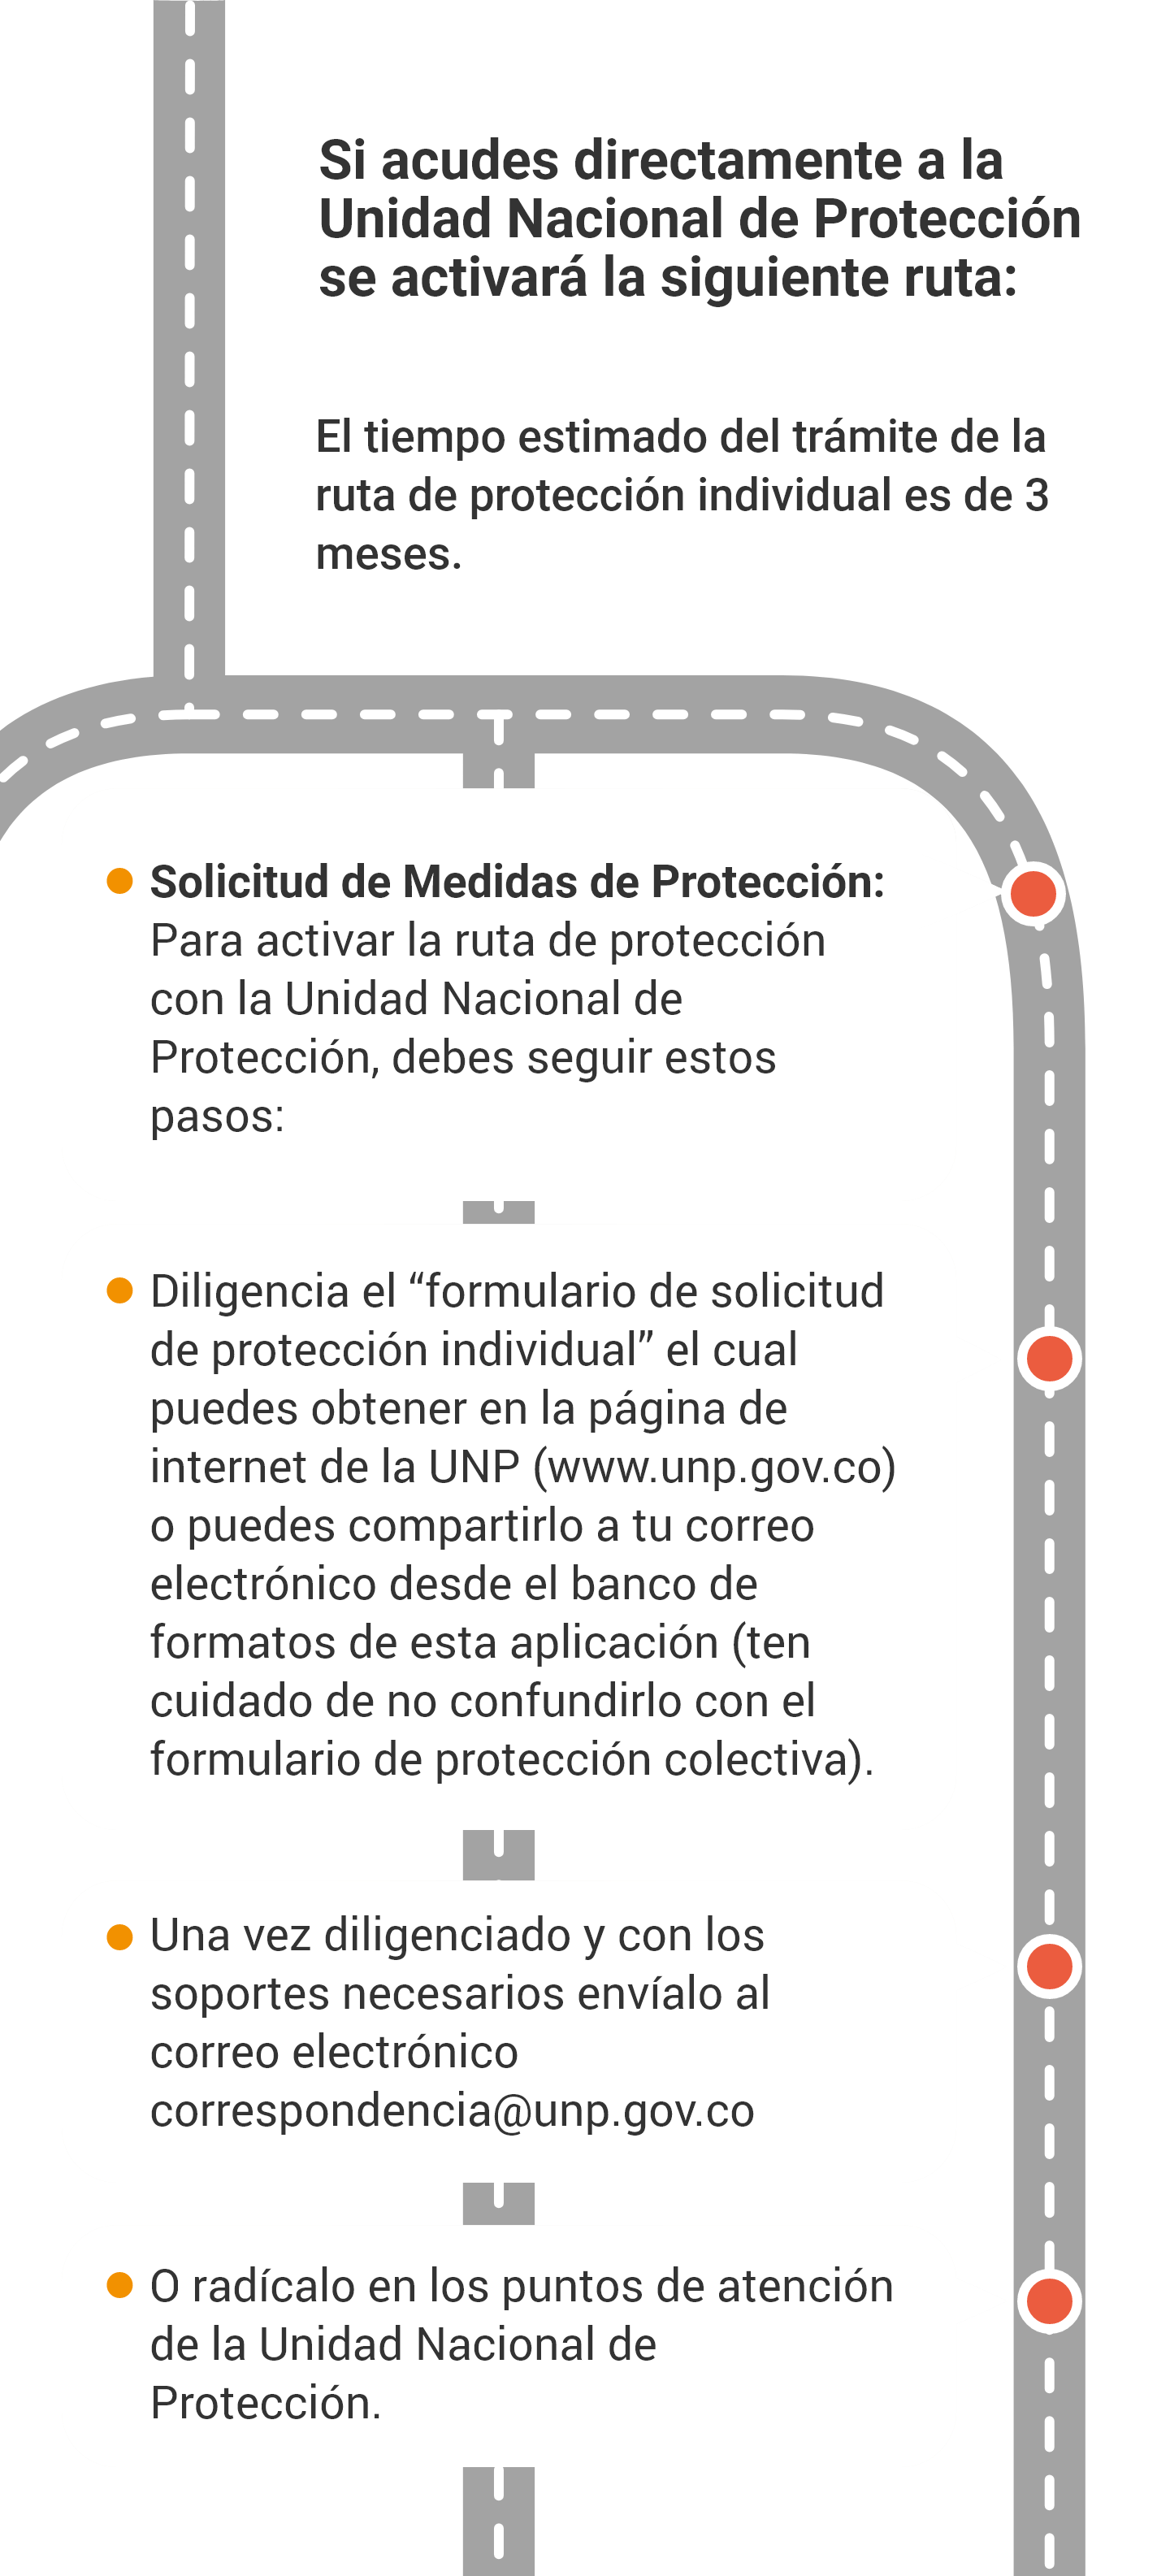 Si acudes directamente a la
Unidad Nacional de Protección
se activará la siguiente ruta:
El tiempo estimado del trámite de la
ruta de protección individual es de 3
meses.
Solicitud de Medidas de Protección:
Para activar la ruta de protección
con la Unidad Nacional de
Protección, debes seguir estos
pasos:
Diligencia el “formulario de solicitud
de protección individual” el cual
puedes obtener en la página de
internet de la UNP (www.unp.gov.co)
o puedes compartirlo a tu correo
electrónico desde el banco de
formatos de esta aplicación (ten
cuidado de no confundirlo con el
formulario de protección colectiva).
Una vez diligenciado y con los
soportes necesarios envíalo al
correo electrónico
correspondencia@unp.gov.co
O radícalo en los puntos de atención
de la Unidad Nacional de
Protección.